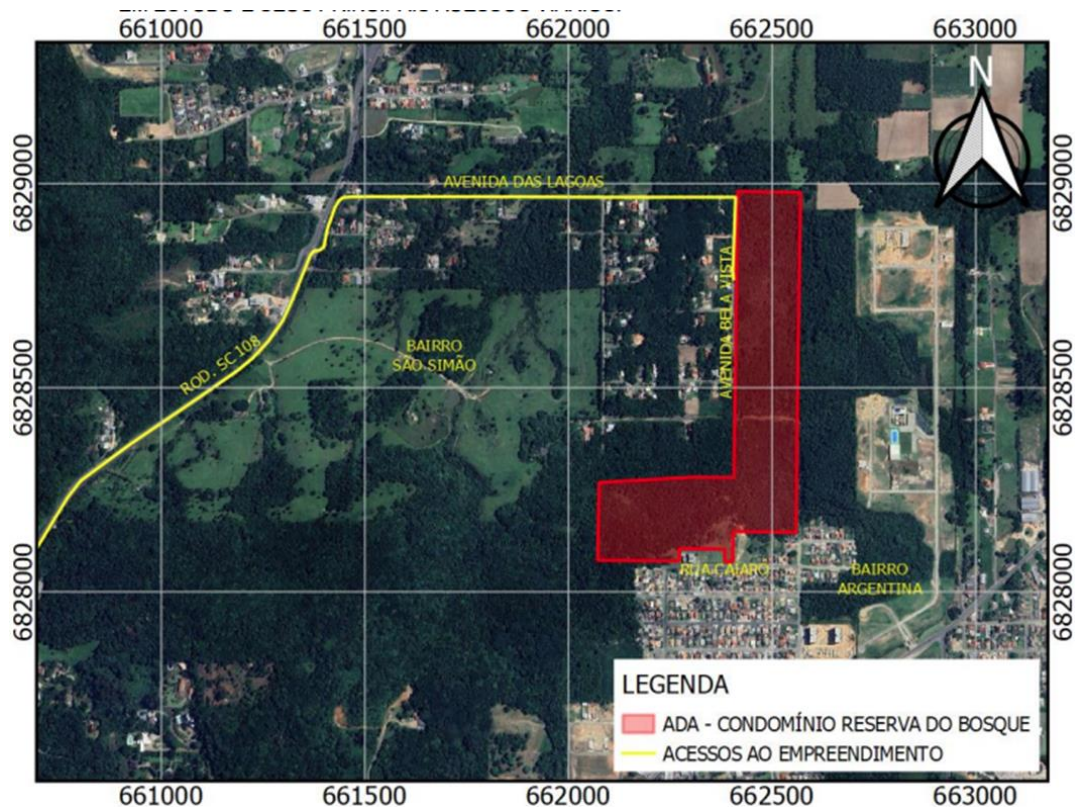 661000 661500 662000 662500 663000
N
6829000
6829000
AVENIDA DAS LAGOAS
AVENIDA BELA VISTA
BAIRRO
SÃO SIMÃO
ROD. SC 108
6828500
6828500
RUA CAIARÓ
BAIRRO
ARGENTINA
6828000
6828000
LEGENDA
ADA - CONDOMÍNIO RESERVA DO BOSQUE
ACESSOS AO EMPREENDIMENTO
661000 661500 662000 662500 663000